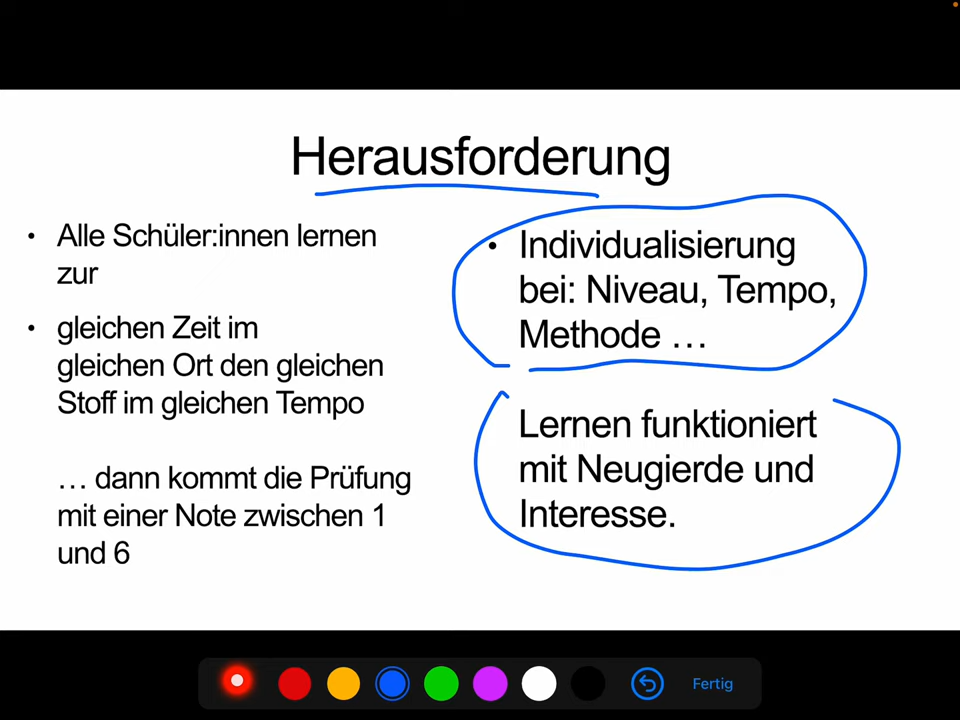 Herausforderung
• Alle Schüler:innen lernen
zur
• gleichen Zeit im
gleichen Ort den gleichen
Stoff im gleichen Tempo
… dann kommt die Prüfung
mit einer Note zwischen 1
und 6
• Individualisierung
bei: Niveau, Tempo,
Methode …
Lernen funktioniert
mit Neugierde und
Interesse.
Fertig